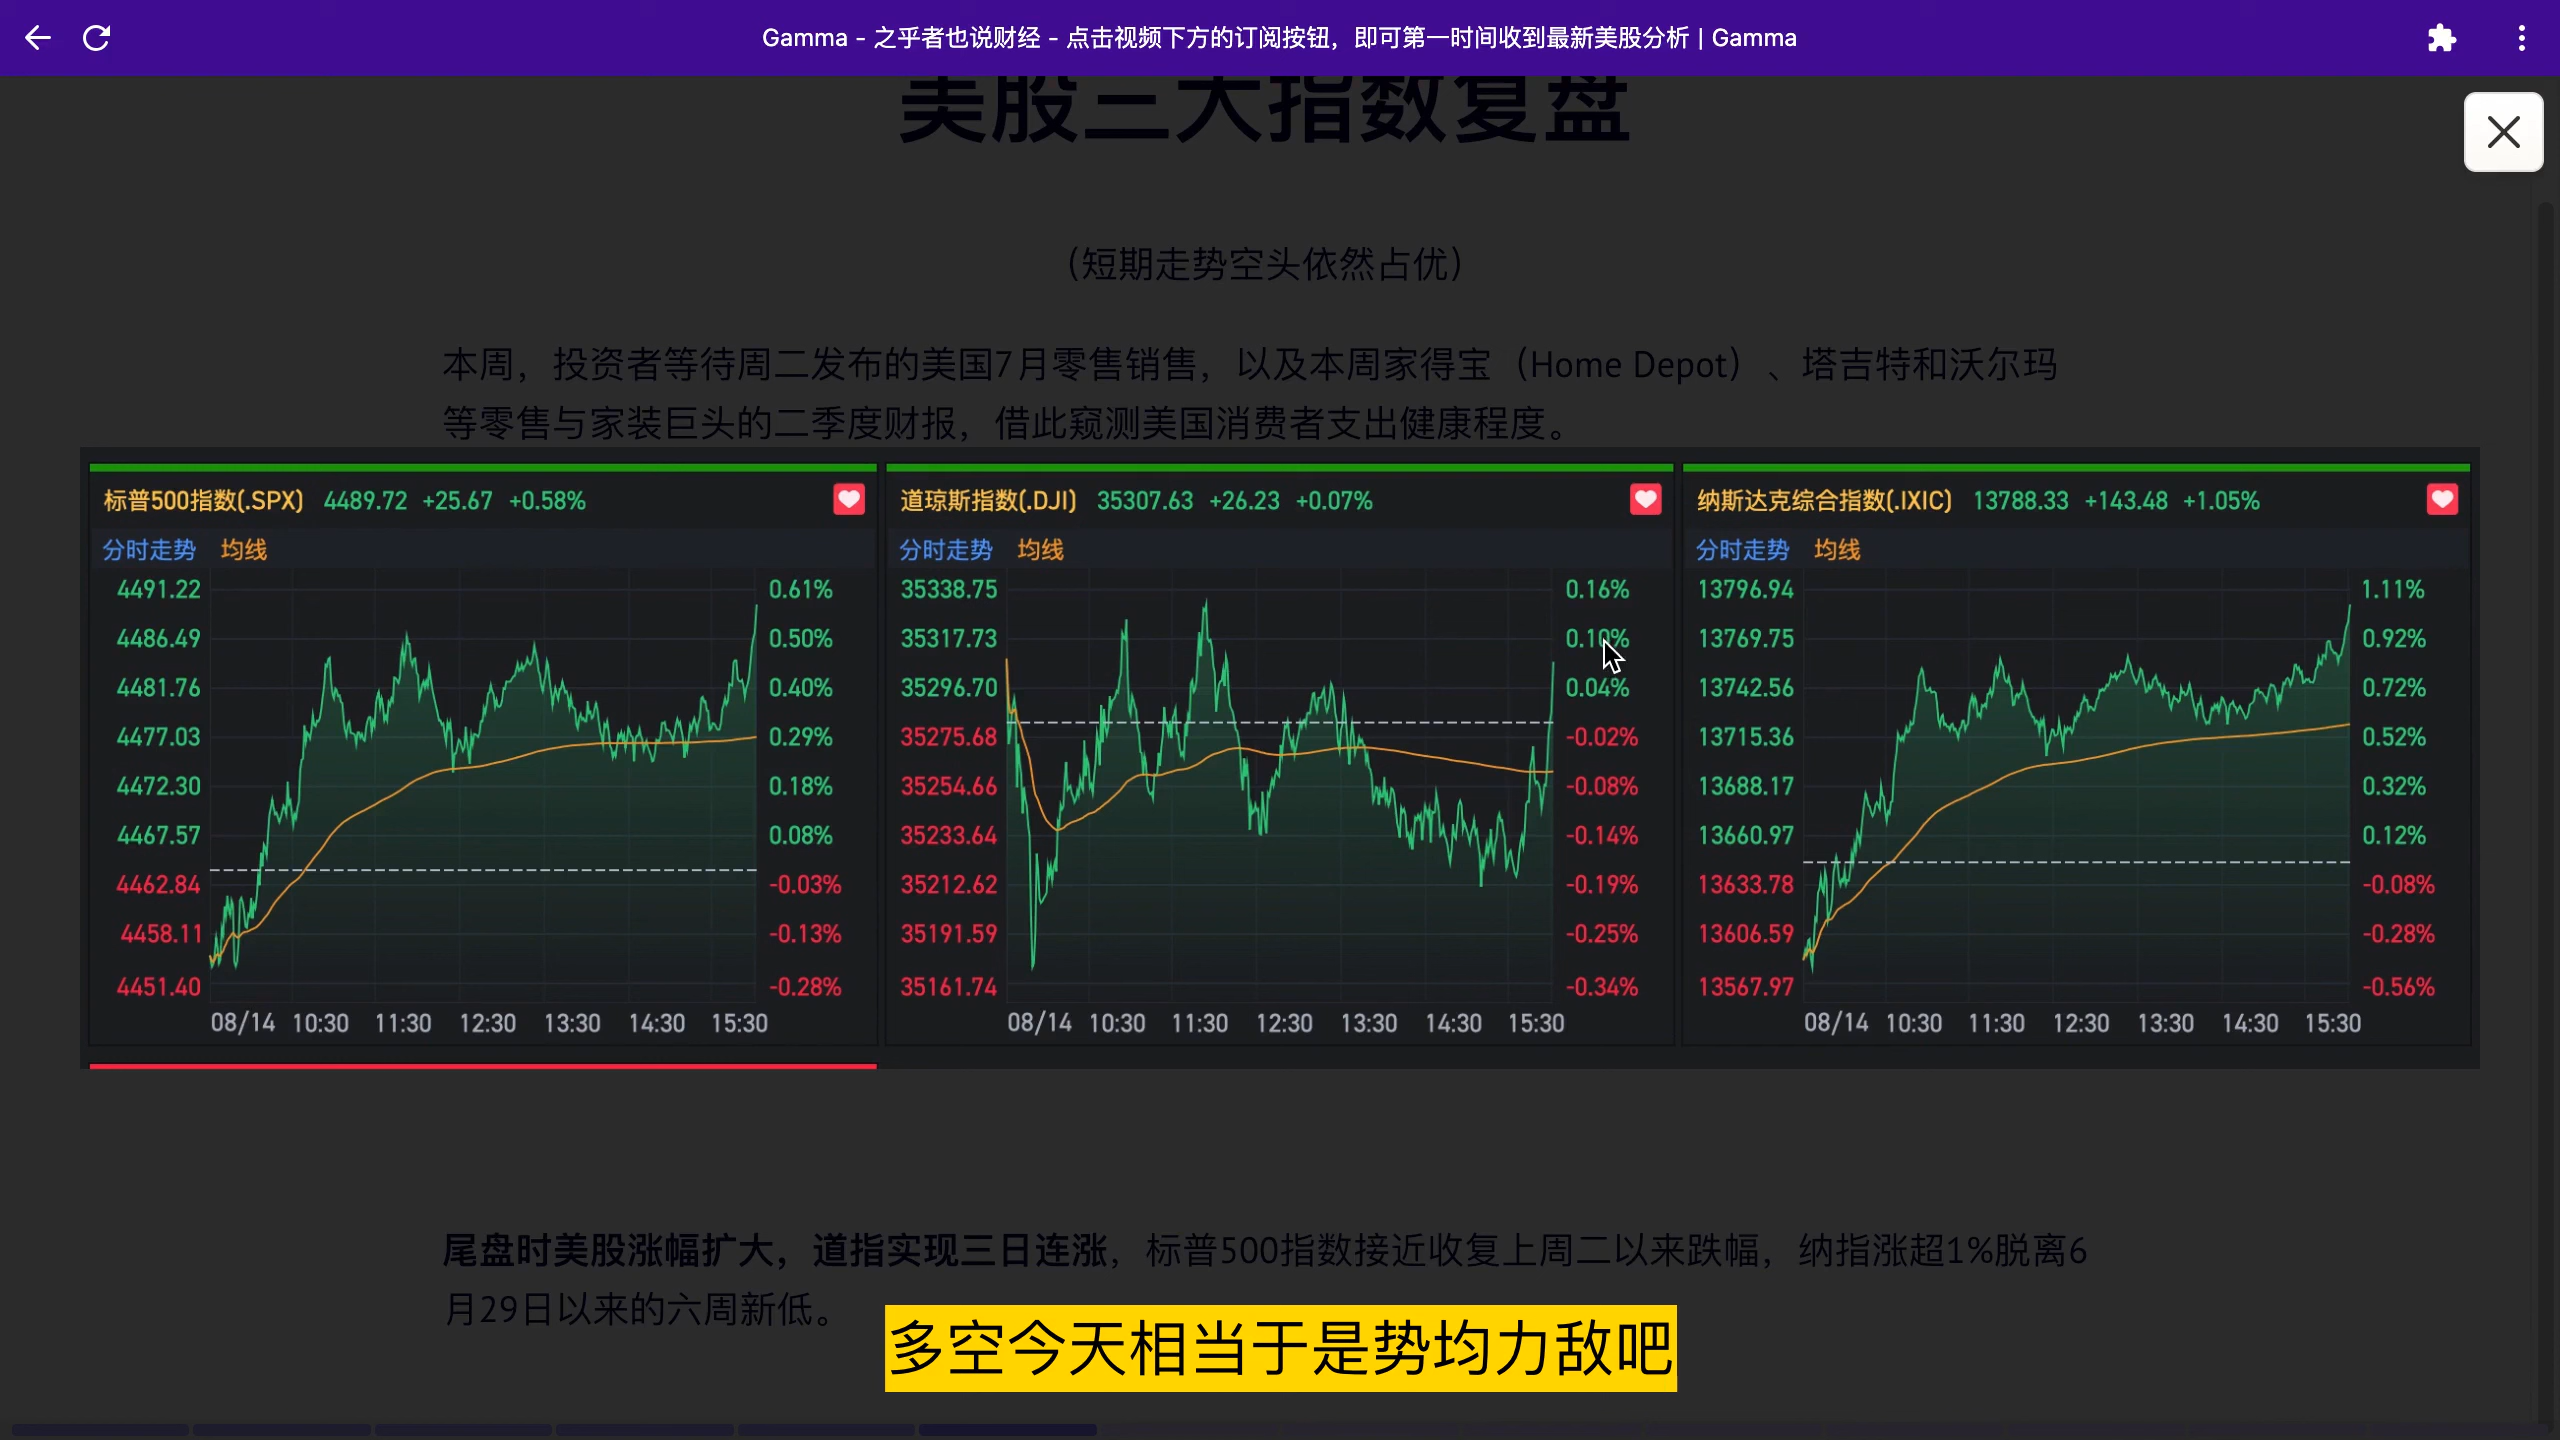 Gamma - 之乎者也说财经 - 点击视频下方的订阅按钮，即可第一时间收到最新美股分析 | Gamma
美股三大指数复盘
（短期走势空头依然占优）
本周，投资者等待周二发布的美国7月零售销售，以及本周家得宝（Home Depot）、塔吉特和沃尔玛
等零售与家装巨头的二季度财报，借此窥测美国消费者支出健康程度。
标普500指数(.SPX) 4489.72 +25.67 +0.58%
分时走势 均线
4491.22 0.61%
4486.49 0.50%
4481.76 0.40%
4477.03 0.29%
4472.30 0.18%
4467.57 0.08%
4462.84 -0.03%
4458.11 -0.13%
4451.40 -0.28%
08/14 10:30 11:30 12:30 13:30 14:30 15:30
道琼斯指数(.DJI) 35307.63 +26.23 +0.07%
分时走势 均线
35338.75 0.16%
35317.73 0.10%
35296.70 0.04%
35275.68 -0.02%
35254.66 -0.08%
35233.64 -0.14%
35212.62 -0.19%
35191.59 -0.25%
35161.74 -0.34%
08/14 10:30 11:30 12:30 13:30 14:30 15:30
纳斯达克综合指数(.IXIC) 13788.33 +143.48 +1.05%
分时走势 均线
13796.94 1.11%
13769.75 0.92%
13742.56 0.72%
13715.36 0.52%
13688.17 0.32%
13660.97 0.12%
13633.78 -0.08%
13606.59 -0.28%
13567.97 -0.56%
08/14 10:30 11:30 12:30 13:30 14:30 15:30
尾盘时美股涨幅扩大，道指实现三日连涨，标普500指数接近收复上周二以来跌幅，纳指涨超1%脱离6
月29日以来的六周新低。
多空今天相当于是势均力敌吧